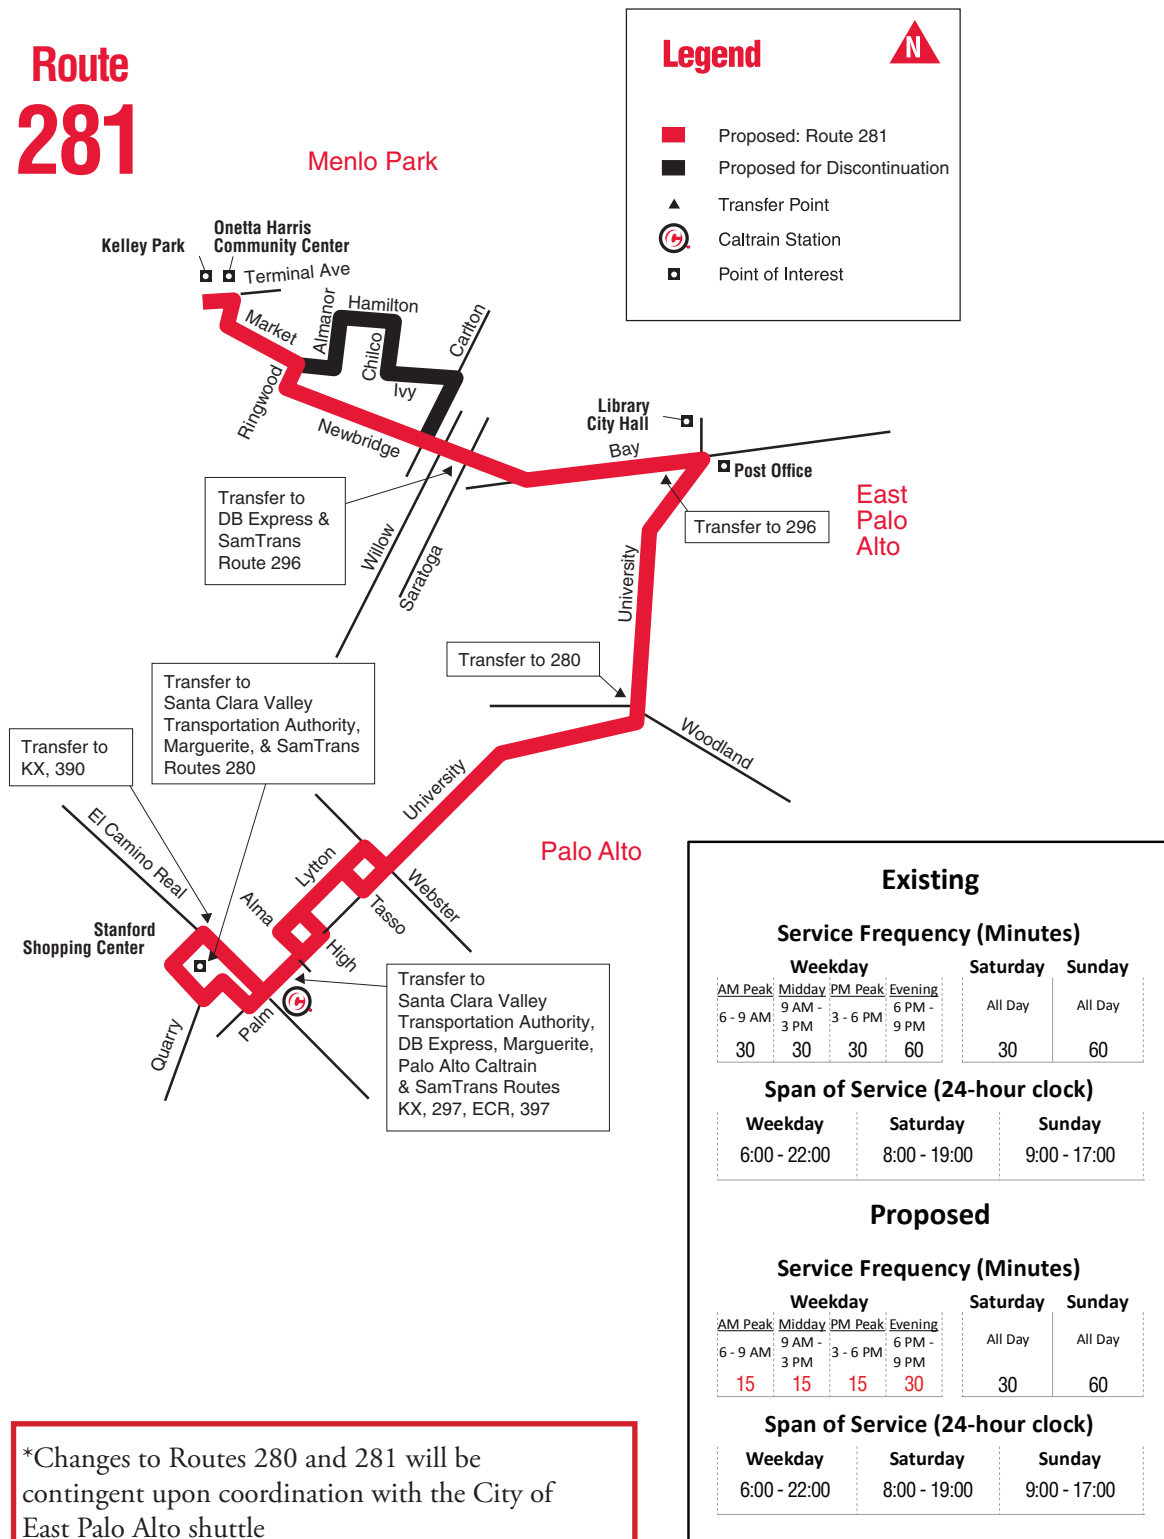 Route
281
Menlo Park
Legend
N
Proposed: Route 281
Proposed for Discontinuation
Transfer Point
Caltrain Station
Point of Interest
Kelley Park
Onetta Harris
Community Center
Terminal Ave
Market
Almanor
Hamilton
Chilco
Ivy
Carlton
Ringwood
Newbridge
Library
City Hall
Bay
Post Office
East
Palo
Alto
Transfer to
DB Express &
SamTrans
Route 296
Transfer to 296
Willow
Saratoga
University
Transfer to 280
Transfer to
Santa Clara Valley
Transportation Authority,
Marguerite, & SamTrans
Routes 280
Transfer to
KX, 390
Woodland
University
El Camino Real
Lytton
Palo Alto
Webster
Alma
Tasso
Stanford
Shopping Center
High
Palm
Quarry
C
Transfer to
Santa Clara Valley
Transportation Authority,
DB Express, Marguerite,
Palo Alto Caltrain
& SamTrans Routes
KX, 297, ECR, 397
Existing
Service Frequency (Minutes)
Weekday Saturday Sunday
AM Peak Midday PM Peak Evening
6 - 9 AM 9 AM - 3 PM 3 - 6 PM 6 PM - 9 PM All Day All Day
30 30 30 60 30 60
Span of Service (24-hour clock)
Weekday Saturday Sunday
6:00 - 22:00 8:00 - 19:00 9:00 - 17:00
Proposed
Service Frequency (Minutes)
Weekday Saturday Sunday
AM Peak Midday PM Peak Evening
6 - 9 AM 9 AM - 3 PM 3 - 6 PM 6 PM - 9 PM All Day All Day
15 15 15 30 30 60
Span of Service (24-hour clock)
Weekday Saturday Sunday
6:00 - 22:00 8:00 - 19:00 9:00 - 17:00
*Changes to Routes 280 and 281 will be
contingent upon coordination with the City of
East Palo Alto shuttle